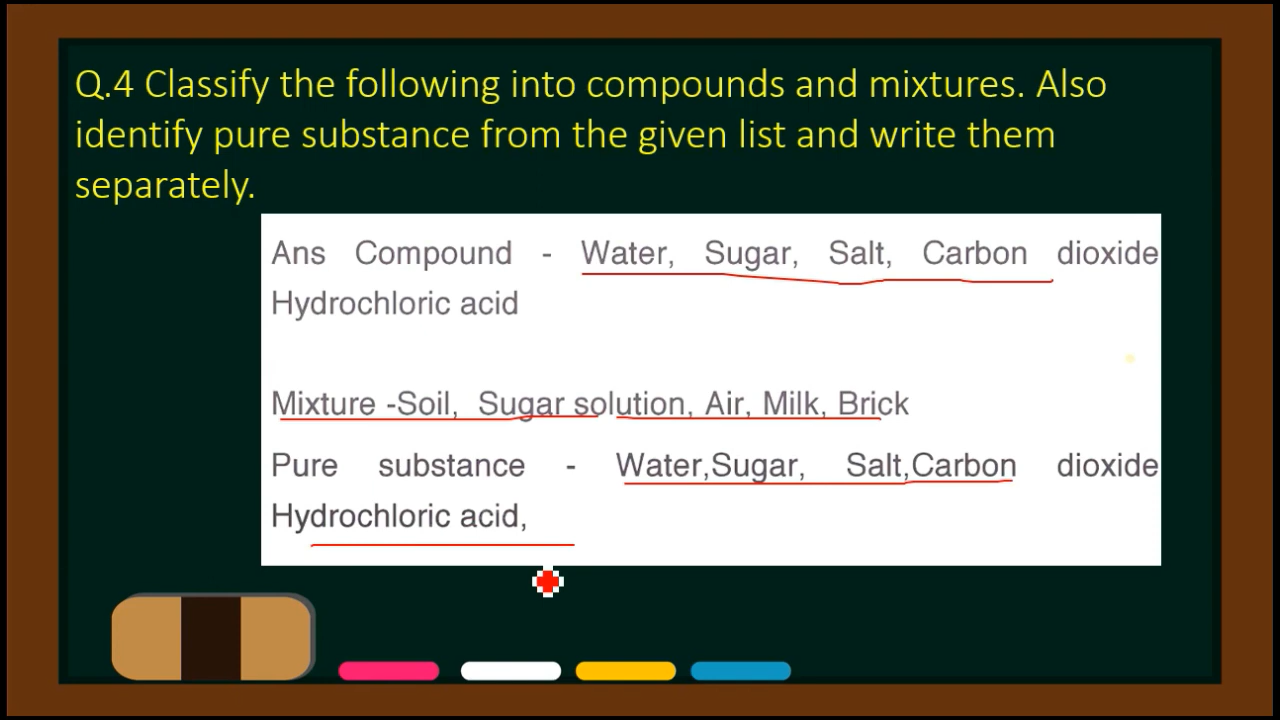 Q.4 Classify the following into compounds and mixtures. Also
identify pure substance from the given list and write them
separately.
Ans Compound - Water, Sugar, Salt, Carbon dioxide
Hydrochloric acid
Mixture -Soil, Sugar solution, Air, Milk, Brick
Pure substance - Water,Sugar, Salt,Carbon dioxide
Hydrochloric acid,